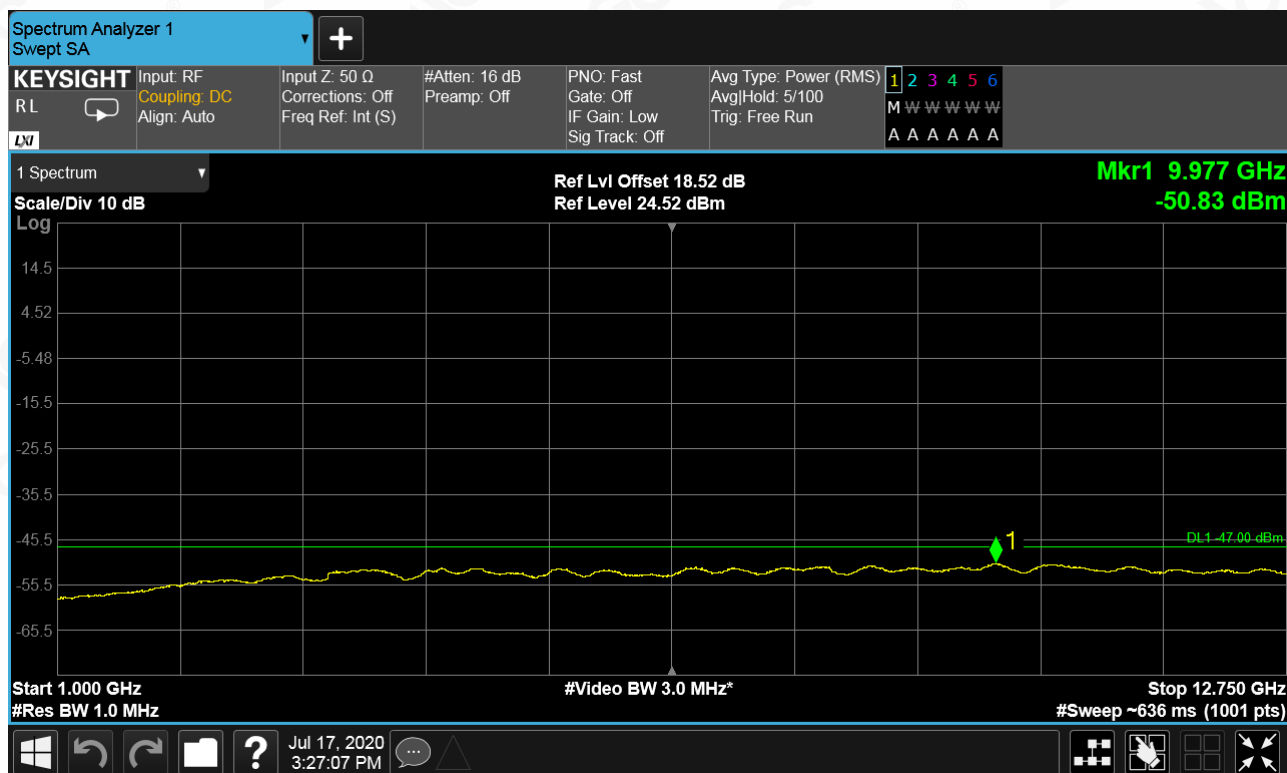 Spectrum Analyzer 1
Swept SA
+
KEYSIGHT
R L
LXI
Input: RF
Coupling: DC
Align: Auto
Input Z: 50 Ω
Corrections: Off
Freq Ref: Int (S)
#Atten: 16 dB
Preamp: Off
PNO: Fast
Gate: Off
IF Gain: Low
Sig Track: Off
Avg Type: Power (RMS)
Avg|Hold: 5/100
Trig: Free Run
1 2 3 4 5 6
M W W W W W
A A A A A A
1 Spectrum
Scale/Div 10 dB
Log
Ref Lvl Offset 18.52 dB
Ref Level 24.52 dBm
Mkr1 9.977 GHz
-50.83 dBm
14.5
4.52
-5.48
-15.5
-25.5
-35.5
-45.5
1
DL1 -47.00 dBm
-55.5
-65.5
Start 1.000 GHz
#Res BW 1.0 MHz
#Video BW 3.0 MHz*
Stop 12.750 GHz
#Sweep ~636 ms (1001 pts)
?
Jul 17, 2020
3:27:07 PM